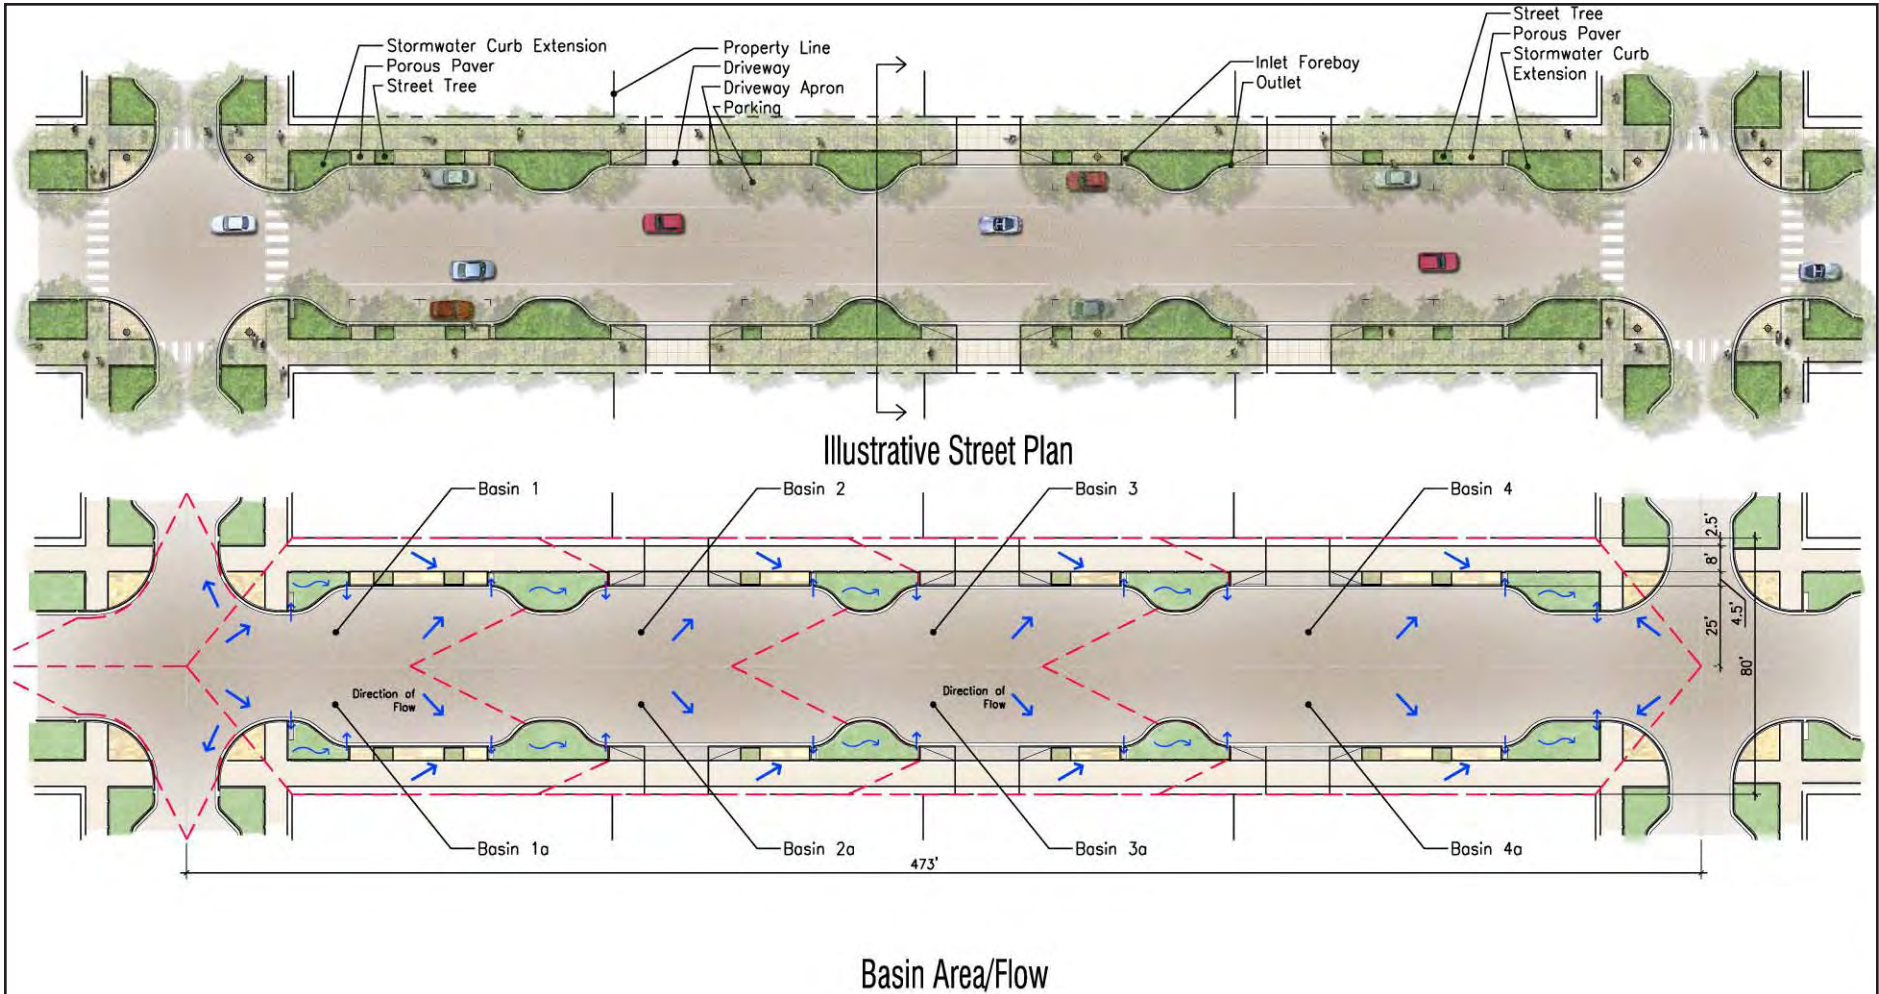 Stormwater Curb Extension
Porous Paver
Street Tree
Property Line
Driveway
Driveway Apron
Parking
Inlet Forebay
Outlet
Street Tree
Porous Paver
Stormwater Curb
Extension
Illustrative Street Plan
Basin 1
Basin 2
Basin 3
Basin 4
2.5'
8'
4.5'
25'
80'
Direction of
Flow
Direction of
Flow
Basin 1a
Basin 2a
Basin 3a
Basin 4a
473'
Basin Area/Flow